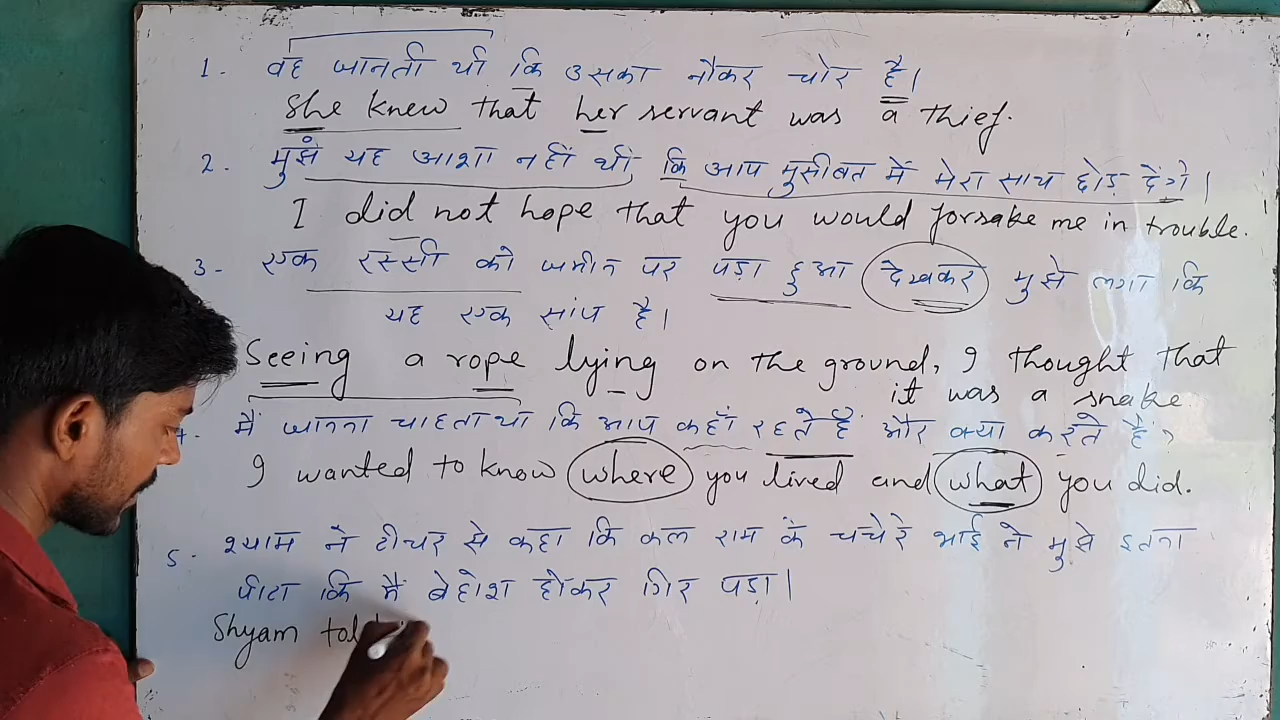 1. वह जानती थी कि उसका नौकर चोर है।
She knew that her servant was a thief.
2. मुझे यह आशा नहीं थी कि आप मुसीबत में मेरा साथ छोड़ देंगे।
I did not hope that you would forsake me in trouble.
3- एक रस्सी को जमीन पर पड़ा हुआ देखकर मुझे लगा कि
यह एक सांप है।
Seeing a rope lying on the ground, I thought that
it was a snake.
4. मैं जानना चाहता था कि आप कहाँ रहते हैं और क्या करते हैं,
I wanted to know where you lived and what you did.
5. श्याम ने टीचर से कहा कि कल राम के चचेरे भाई ने मुझे इतना
पीटा कि मैं बेहोश होकर गिर पड़ा।
Shyam